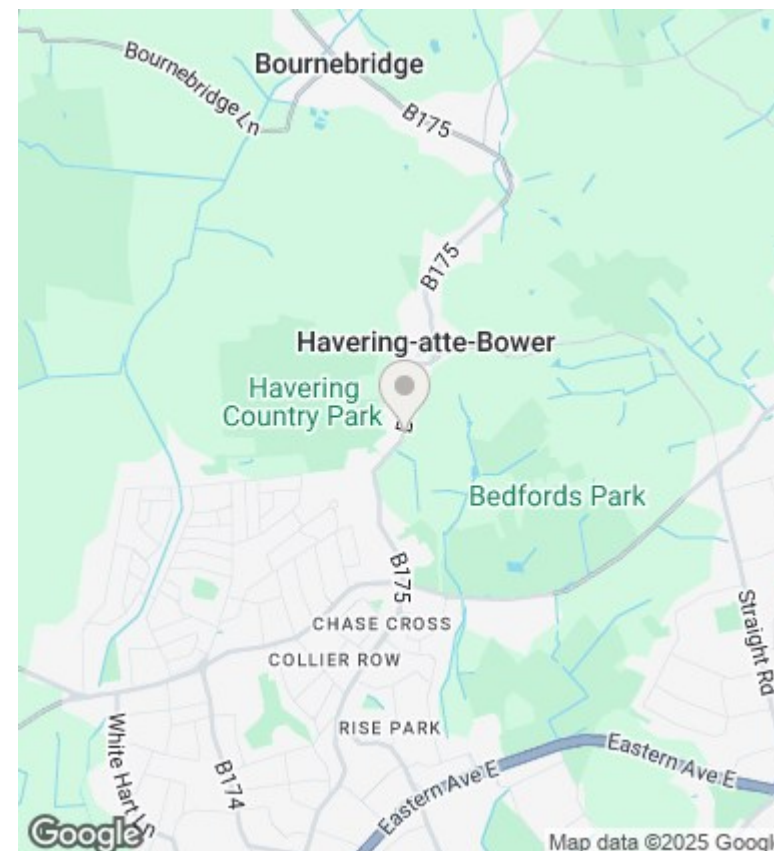 Bournebridge
Bournebridge Ln
B175
B175
Havering-atte-Bower
Havering
Country Park
Bedfords Park
B175
CHASE CROSS
COLLIER ROW
Straight Rd
RISE PARK
White Hart Ln
B174
Eastern Ave E
Eastern Ave E
Google
Map data ©2025 Googl